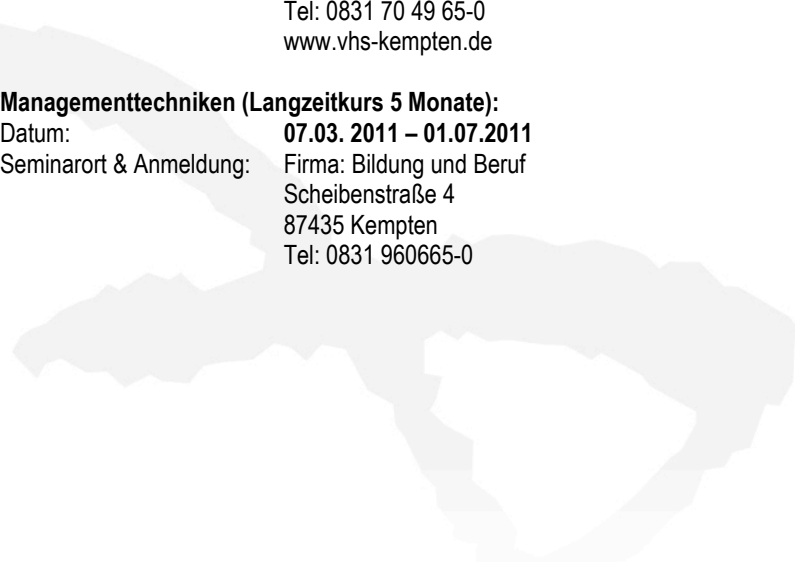 Tel: 0831 70 49 65-0
www.vhs-kempten.de
Managementtechniken (Langzeitkurs 5 Monate):
Datum: 07.03. 2011 – 01.07.2011
Seminarort & Anmeldung: Firma: Bildung und Beruf
Scheibenstraße 4
87435 Kempten
Tel: 0831 960665-0